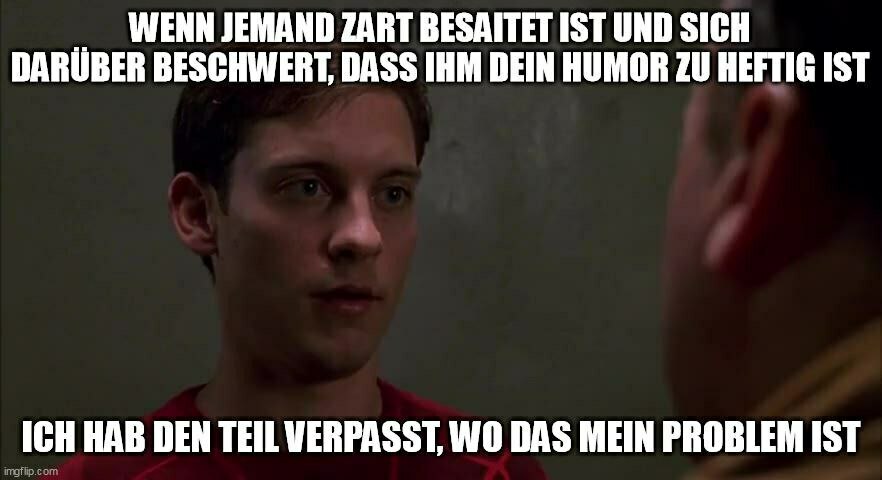 WENN JEMAND ZART BESAITET IST UND SICH
DARÜBER BESCHWERT, DASS IHM DEIN HUMOR ZU HEFTIG IST
ICH HAB DEN TEIL VERPASST, WO DAS MEIN PROBLEM IST
imgflip.com